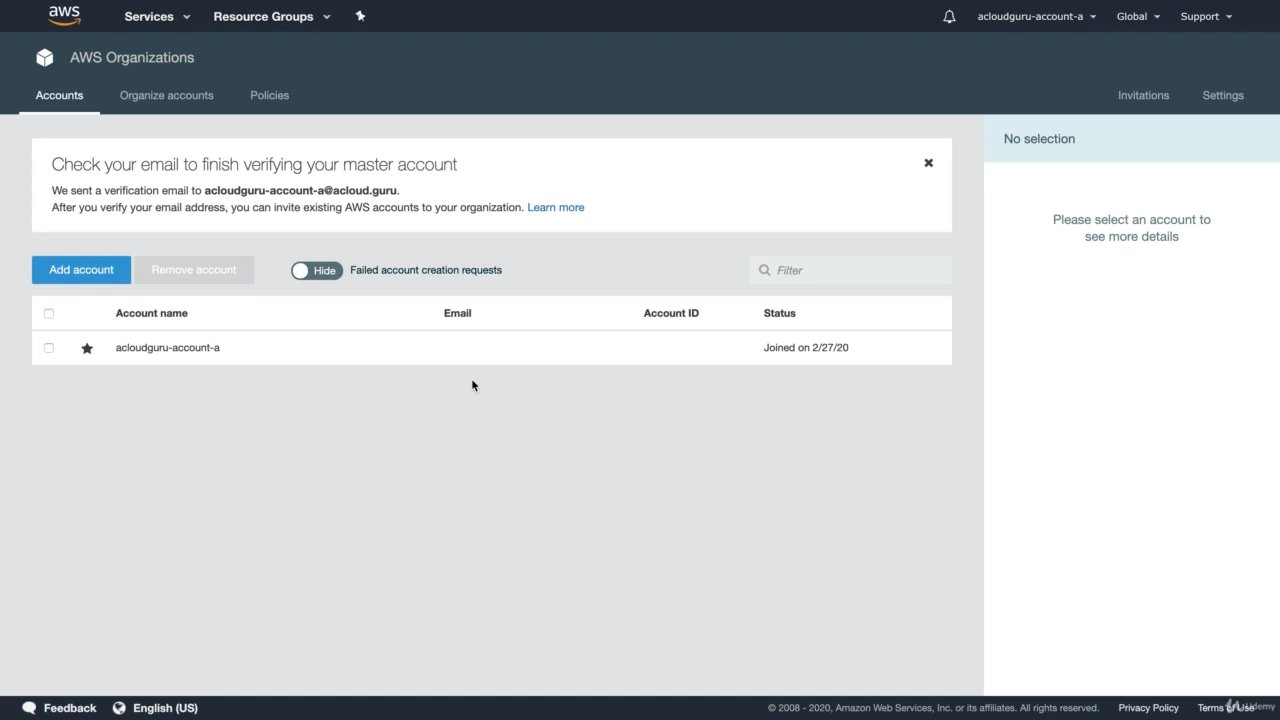 aws
Services
Resource Groups
acloudguru-account-a
Global
Support
AWS Organizations
Accounts
Organize accounts
Policies
Invitations
Settings
Check your email to finish verifying your master account
We sent a verification email to acloudguru-account-a@acloud.guru.
After you verify your email address, you can invite existing AWS accounts to your organization. Learn more
No selection
Please select an account to
see more details
Add account
Remove account
Hide
Failed account creation requests
Filter
Account name
Email
Account ID
Status
acloudguru-account-a
Joined on 2/27/20
Feedback
English (US)
© 2008 - 2020, Amazon Web Services, Inc. or its affiliates. All rights reserved.
Privacy Policy
Terms of Use
Udemy